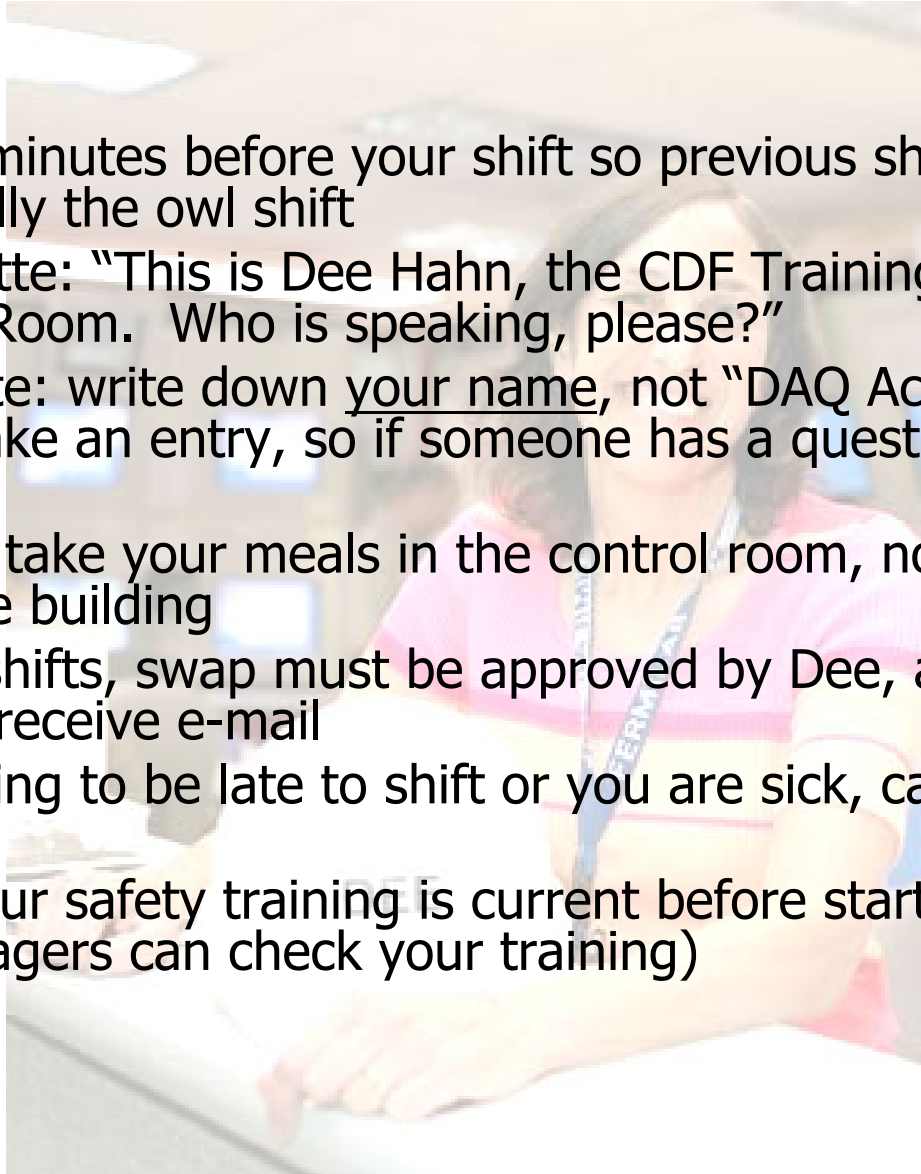 minutes before your shift so previous sh
lly the owl shift
tte: “This is Dee Hahn, the CDF Training
Room.  Who is speaking, please?”
te: write down your name, not “DAQ Ac
ake an entry, so if someone has a quest
take your meals in the control room, no
e building
shifts, swap must be approved by Dee, a
receive e-mail
ing to be late to shift or you are sick, ca
ur safety training is current before start
agers can check your training)
FERMILAB
DEE